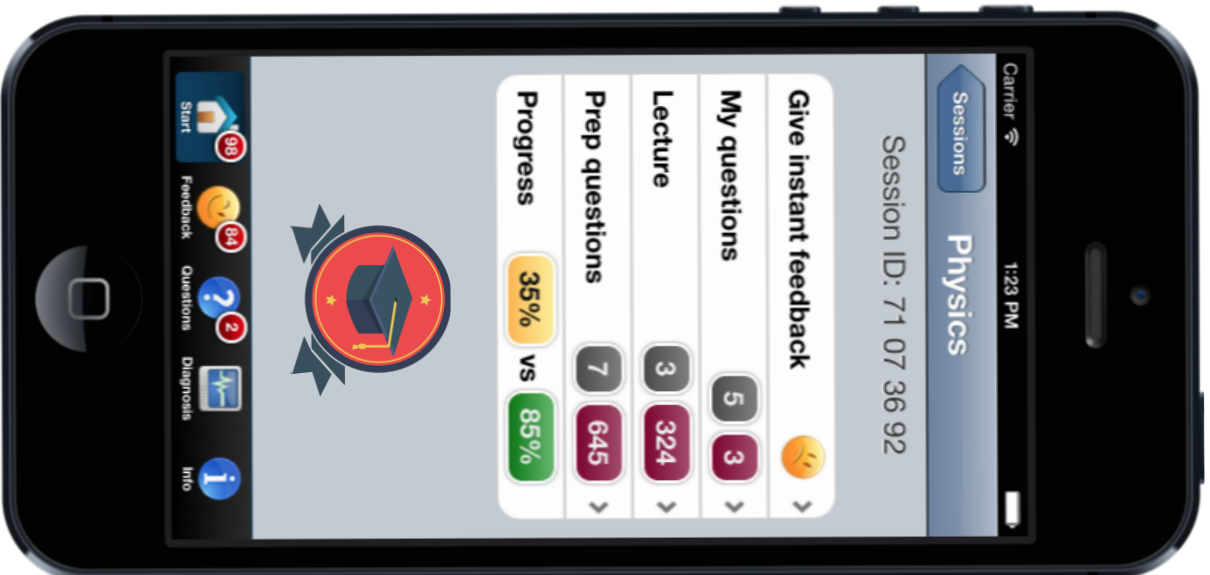 Carrier 1:23 PM
Sessions Physics
Session ID: 71 07 36 92
Give instant feedback
My questions 5 3
Lecture 3 324
Prep questions 7 645
Progress 35% vs 85%
98 84 2
Start Feedback Questions Diagnosis Info